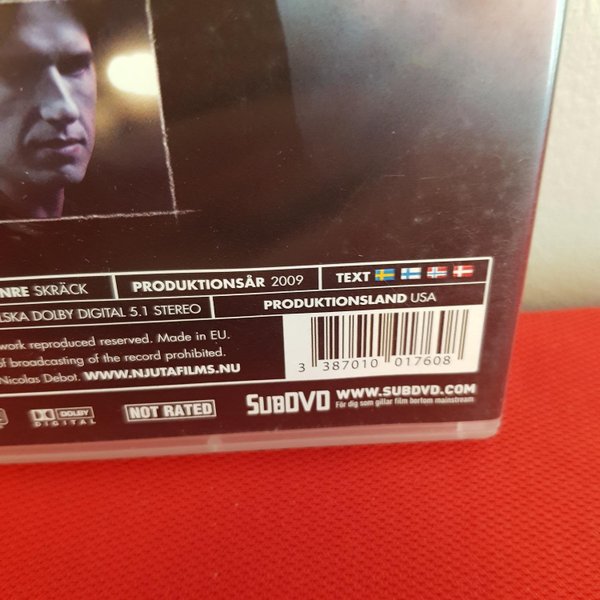 NRE SKRÄCK PRODUKTIONSÅR 2009 TEXT
LSKA DOLBY DIGITAL 5.1 STEREO PRODUKTIONSLAND USA
work reproduced reserved. Made in EU.
of broadcasting of the record prohibited.
Nicolas Debot. WWW.NJUTAFILMS.NU
3 387010 017608
DOLBY
DIGITAL
NOT RATED
SUBDVD WWW.SUBDVD.COM
För dig som gillar film bortom mainstream